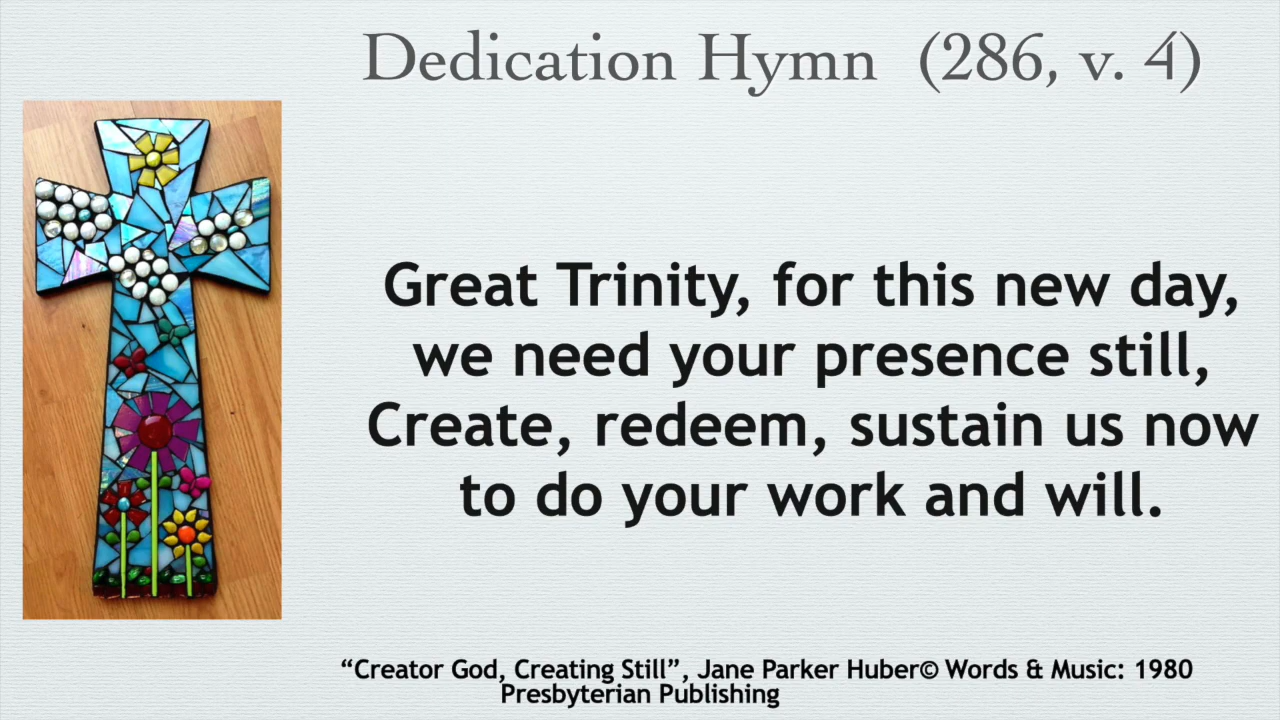 Dedication Hymn (286, v. 4)
Great Trinity, for this new day,
we need your presence still,
Create, redeem, sustain us now
to do your work and will.
“Creator God, Creating Still”, Jane Parker Huber© Words & Music: 1980
Presbyterian Publishing